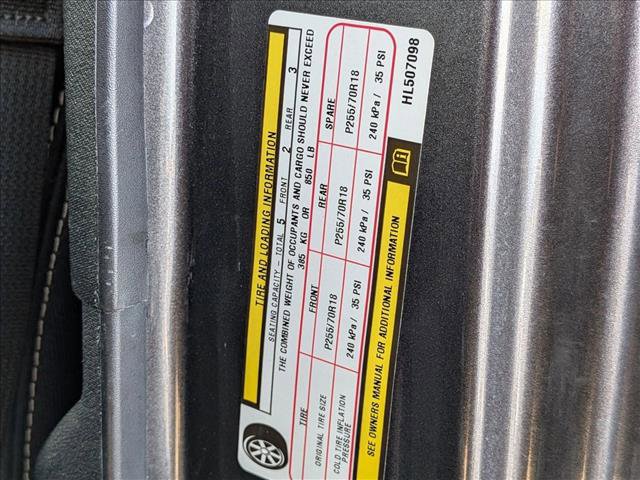 TIRE AND LOADING INFORMATION
SEATING CAPACITY - TOTAL 5 FRONT 2 REAR 3
THE COMBINED WEIGHT OF OCCUPANTS AND CARGO SHOULD NEVER EXCEED
385 KG OR 850 LB
TIRE FRONT REAR SPARE
ORIGINAL TIRE SIZE P255/70R18 P255/70R18 P255/70R18
COLD TIRE INFLATION PRESSURE 240 kPa / 35 PSI 240 kPa / 35 PSI 240 kPa / 35 PSI
SEE OWNERS MANUAL FOR ADDITIONAL INFORMATION
HL507098